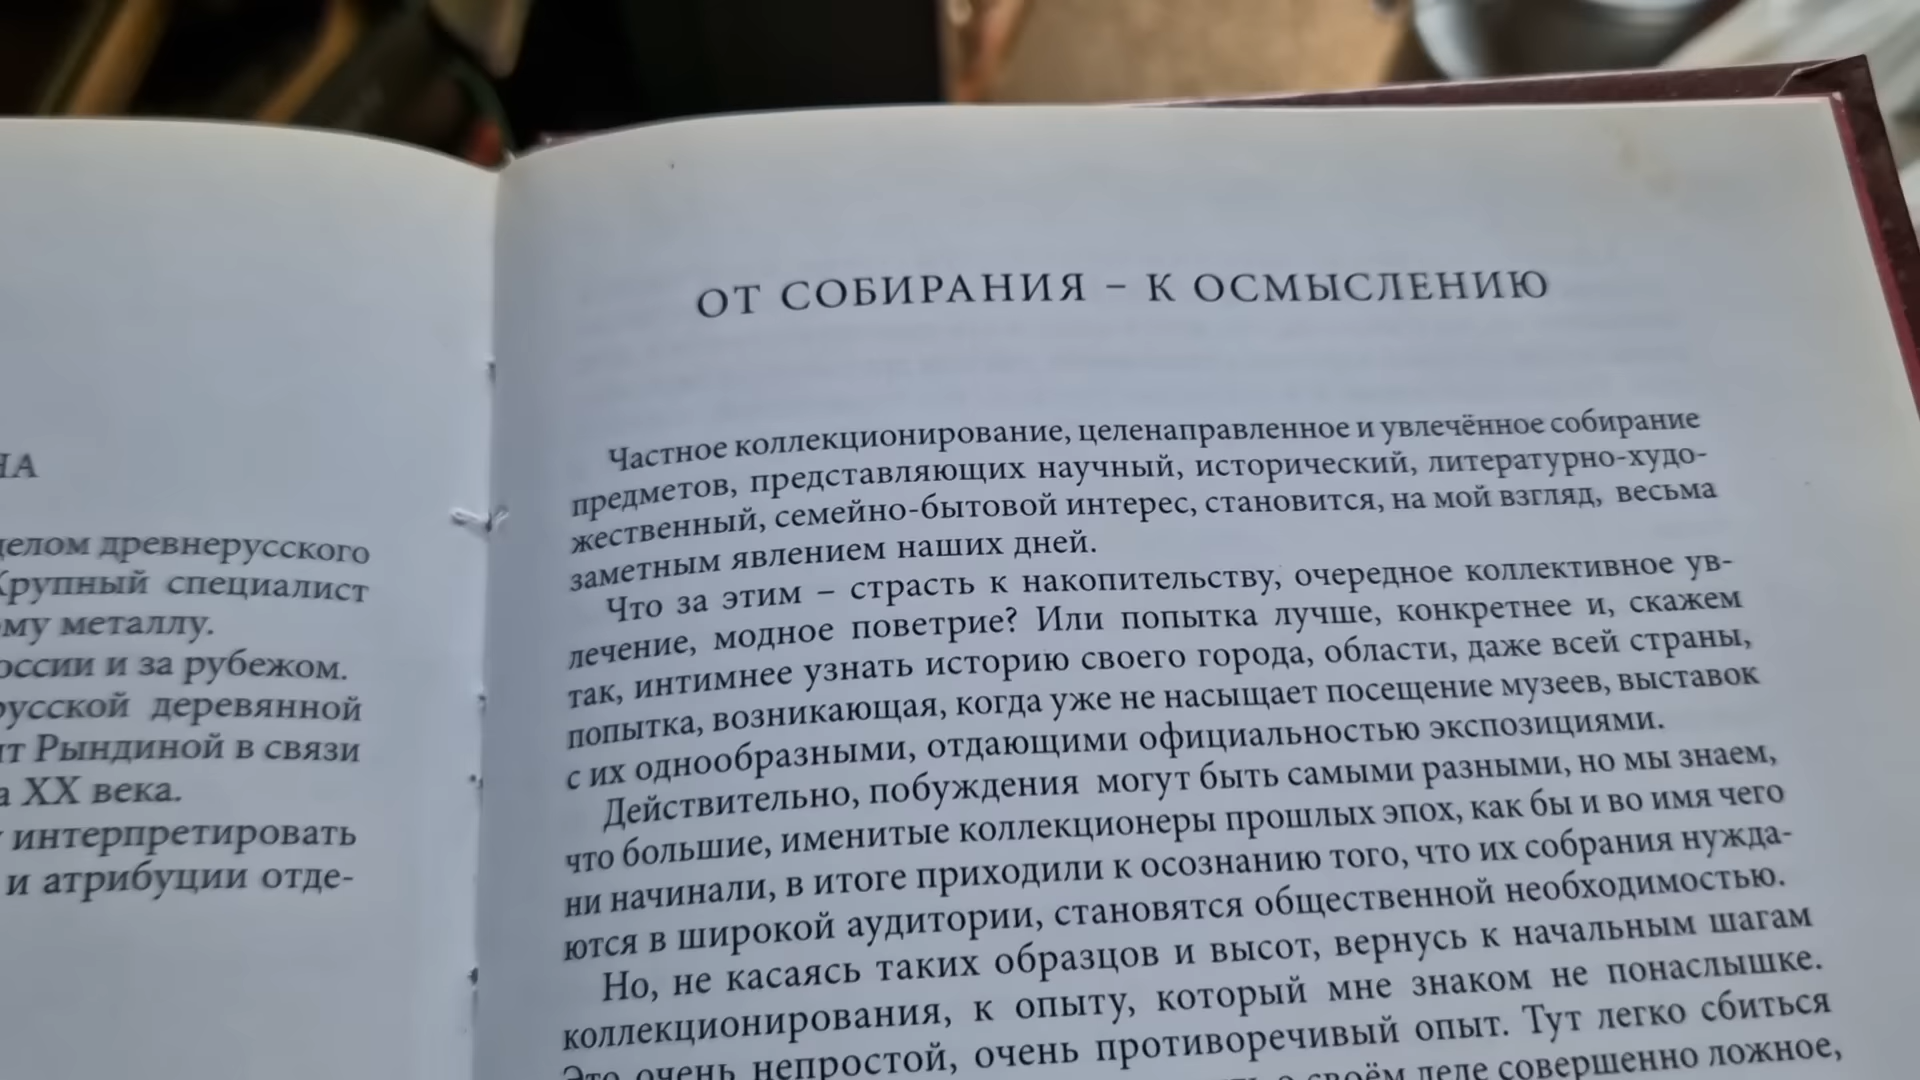 НА
делом древнерусского
Крупный специалист
ому металлу.
оссии и за рубежом.
русской деревянной
нт Рындиной в связи
а XX века.
интерпретировать
и атрибуции отде-
ОТ СОБИРАНИЯ – К ОСМЫСЛЕНИЮ
Частное коллекционирование, целенаправленное и увлечённое собирание
предметов, представляющих научный, исторический, литературно-худо-
жественный, семейно-бытовой интерес, становится, на мой взгляд, весьма
заметным явлением наших дней.
Что за этим – страсть к накопительству, очередное коллективное ув-
лечение, модное поветрие? Или попытка лучше, конкретнее и, скажем
так, интимнее узнать историю своего города, области, даже всей страны,
попытка, возникающая, когда уже не насыщает посещение музеев, выставок
с их однообразными, отдающими официальностью экспозициями.
Действительно, побуждения могут быть самыми разными, но мы знаем,
что большие, именитые коллекционеры прошлых эпох, как бы и во имя чего
ни начинали, в итоге приходили к осознанию того, что их собрания нужда-
ются в широкой аудитории, становятся общественной необходимостью.
Но, не касаясь таких образцов и высот, вернусь к начальным шагам
коллекционирования, к опыту, который мне знаком не понаслышке.
Это очень непростой, очень противоречивый опыт. Тут легко сбиться
о своём деле совершенно ложное,